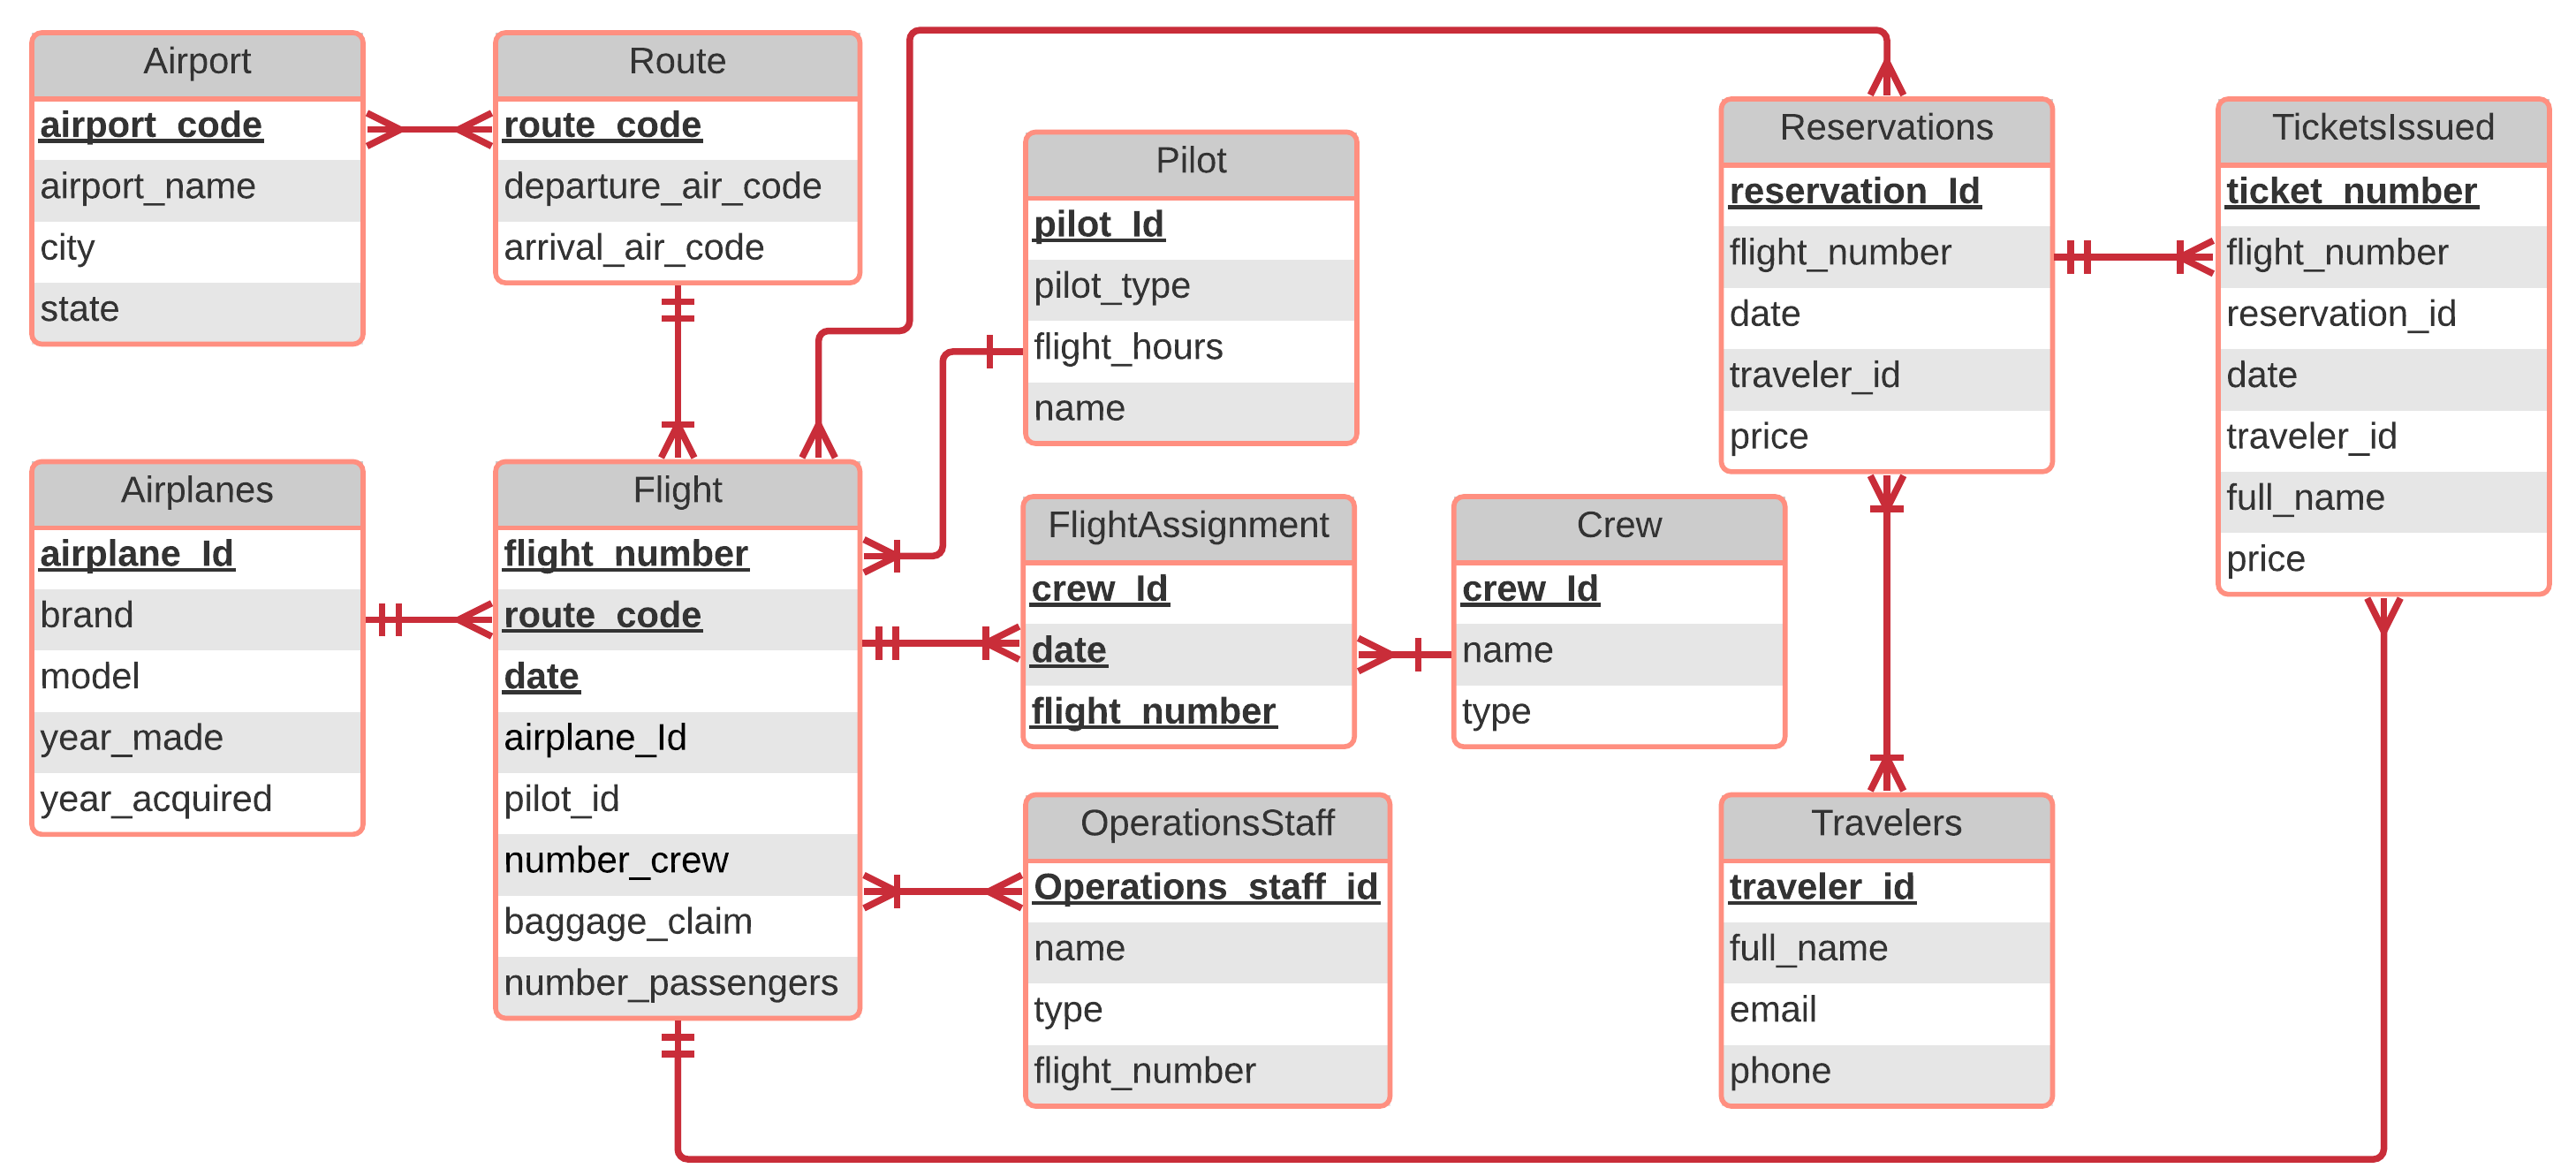 Airport
airport_code
airport_name
city
state
Route
route_code
departure_air_code
arrival_air_code
Pilot
pilot_Id
pilot_type
flight_hours
name
Reservations
reservation_Id
flight_number
date
traveler_id
price
TicketsIssued
ticket_number
flight_number
reservation_id
date
traveler_id
full_name
price
Airplanes
airplane_Id
brand
model
year_made
year_acquired
Flight
flight_number
route_code
date
airplane_Id
pilot_id
number_crew
baggage_claim
number_passengers
FlightAssignment
crew_Id
date
flight_number
Crew
crew_Id
name
type
OperationsStaff
Operations_staff_id
name
type
flight_number
Travelers
traveler_id
full_name
email
phone